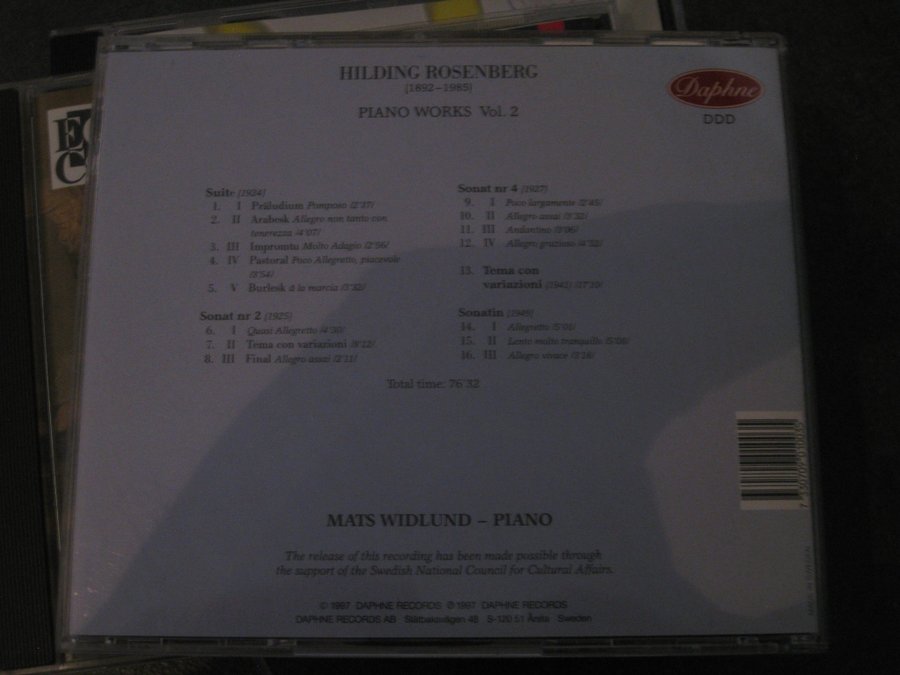 HILDING ROSENBERG
(1892–1985)
PIANO WORKS Vol. 2
Daphne
DDD
Suite [1924]
1. I Präludium Pomposo /2'37/
2. II Arabesk Allegro non tanto con
tenerezza /4'07/
3. III Impromtu Molto Adagio /2'56/
4. IV Pastoral Poco Allegretto, piacevole
/3'54/
5. V Burlesk à la marcia /3'32/
Sonat nr 2 [1925]
6. I Quasi Allegretto /4'30/
7. II Tema con variazioni /8'12/
8. III Final Allegro assai /2'11/
Sonat nr 4 [1927]
9. I Poco largamente /2'45/
10. II Allegro assai /3'32/
11. III Andantino /3'06/
12. IV Allegro grazioso /4'32/
13. Tema con
variazioni [1941] /17'10/
Sonatin [1949]
14. I Allegretto /5'01/
15. II Lento molto tranquillo /5'08/
16. III Allegro vivace /3'18/
Total time: 76'32
MATS WIDLUND – PIANO
The release of this recording has been made possible through
the support of the Swedish National Council for Cultural Affairs.
© 1997 DAPHNE RECORDS ℗ 1997 DAPHNE RECORDS
DAPHNE RECORDS AB Slätbaksvägen 48 S-120 51 Årsta Sweden